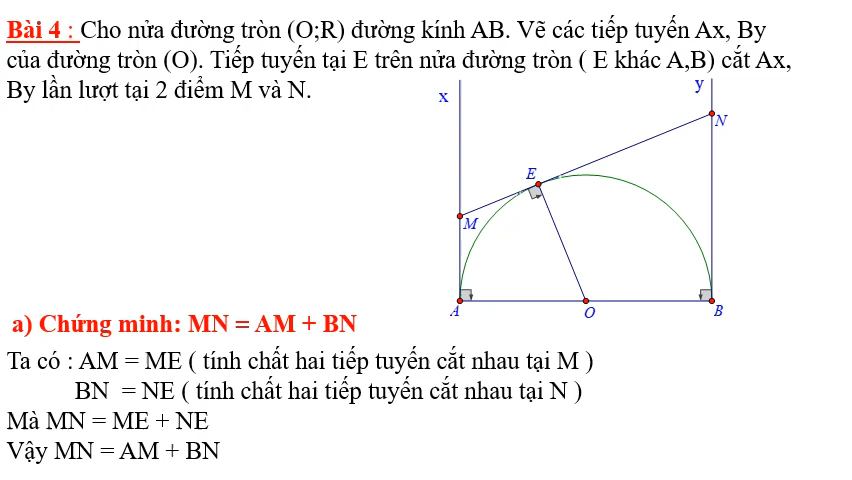 Bài 4 : Cho nửa đường tròn (O;R) đường kính AB. Vẽ các tiếp tuyến Ax, By
của đường tròn (O). Tiếp tuyến tại E trên nửa đường tròn ( E khác A,B) cắt Ax,
By lần lượt tại 2 điểm M và N.
x
y
N
E
M
A
O
B
a) Chứng minh: MN = AM + BN
Ta có : AM = ME ( tính chất hai tiếp tuyến cắt nhau tại M )
BN = NE ( tính chất hai tiếp tuyến cắt nhau tại N )
Mà MN = ME + NE
Vậy MN = AM + BN